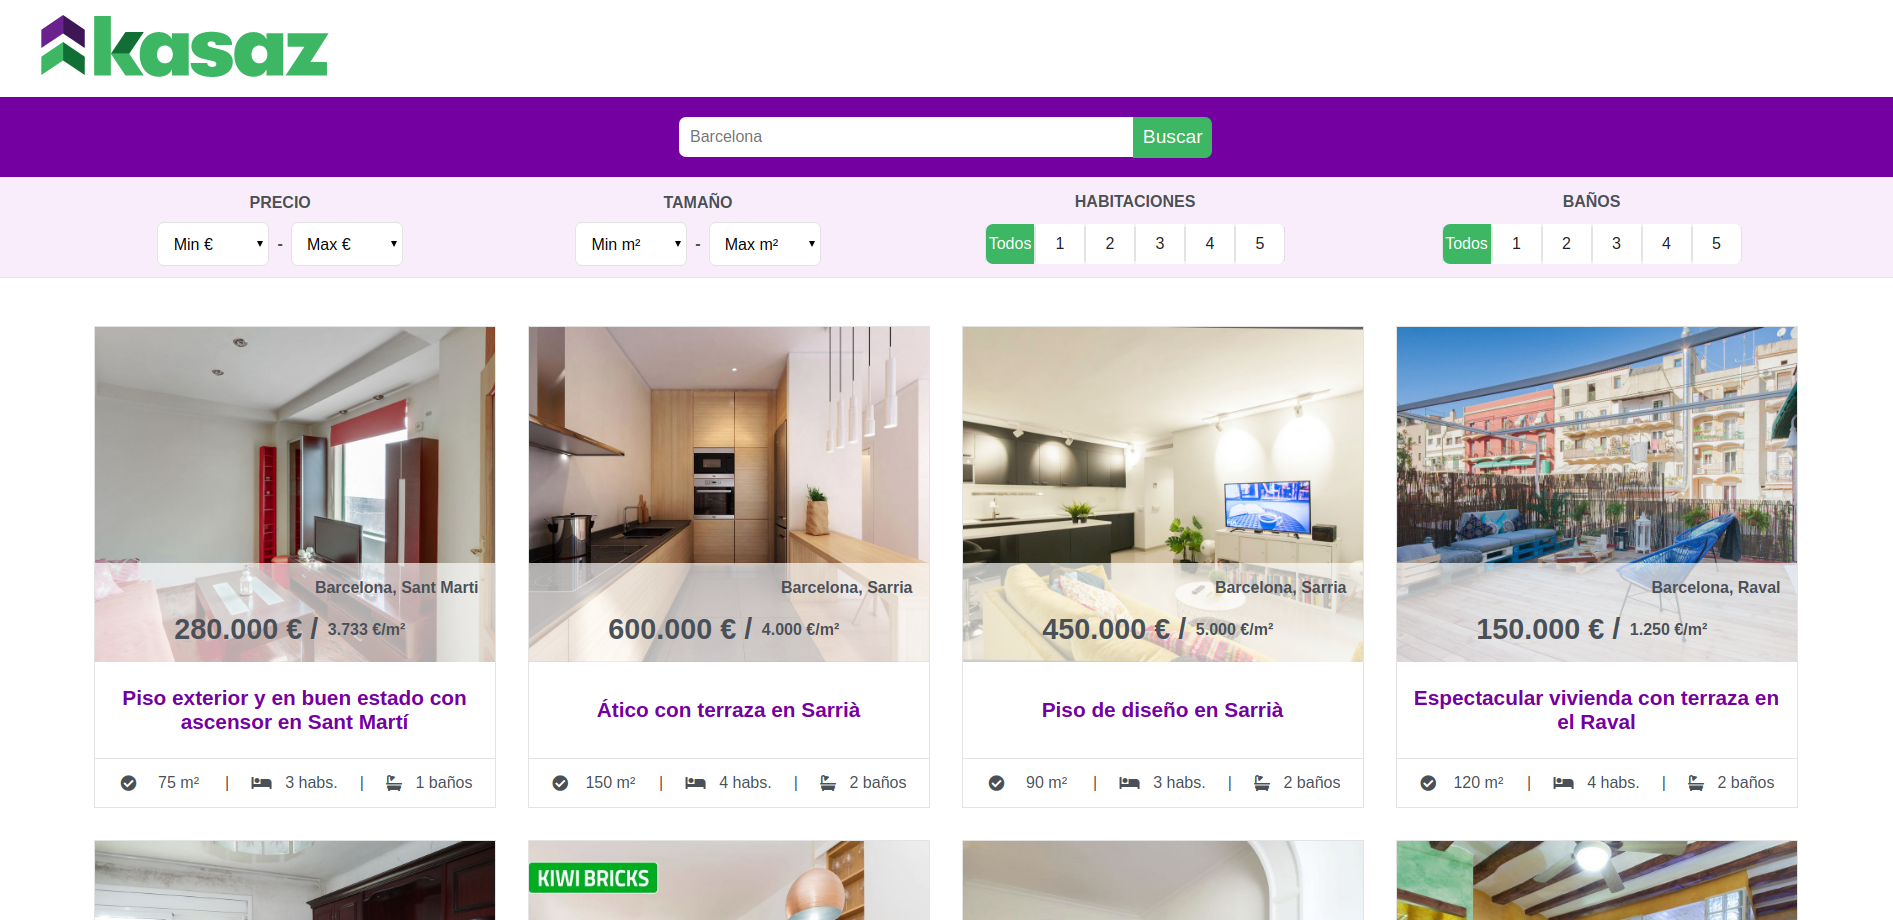 kasaz
Barcelona
Buscar
PRECIO
Min €
-
Max €
TAMAÑO
Min m²
-
Max m²
HABITACIONES
Todos 1 2 3 4 5
BAÑOS
Todos 1 2 3 4 5
Barcelona, Sant Marti
280.000 € / 3.733 €/m²
Piso exterior y en buen estado con
ascensor en Sant Martí
75 m² | 3 habs. | 1 baños
Barcelona, Sarria
600.000 € / 4.000 €/m²
Ático con terraza en Sarrià
150 m² | 4 habs. | 2 baños
Barcelona, Sarria
450.000 € / 5.000 €/m²
Piso de diseño en Sarrià
90 m² | 3 habs. | 2 baños
Barcelona, Raval
150.000 € / 1.250 €/m²
Espectacular vivienda con terraza en
el Raval
120 m² | 4 habs. | 2 baños
KIWI BRICKS